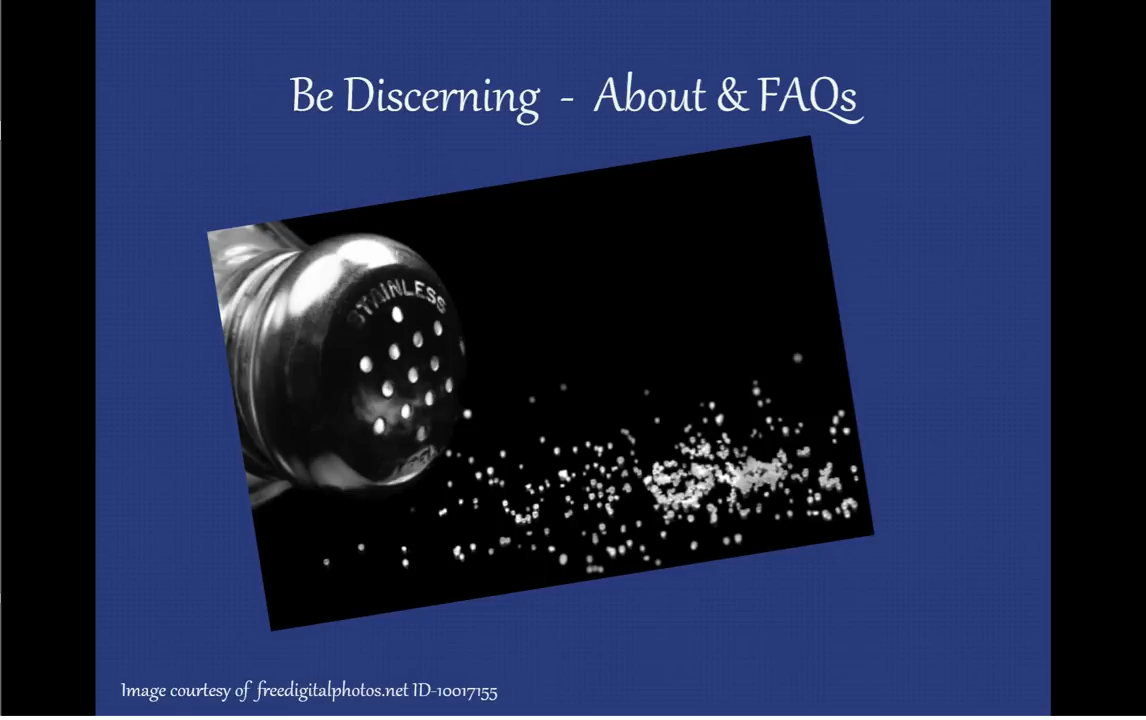 Be Discerning - About & FAQs
STAINLESS
Image courtesy of freedigitalphotos.net ID-10017155